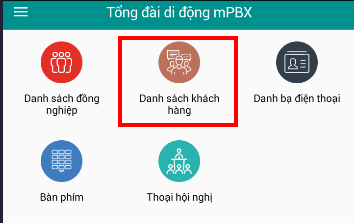 Tổng đài di động mPBX
Danh sách đồng nghiệp
Danh sách khách hàng
Danh bạ điện thoại
Bàn phím
Thoại hội nghị